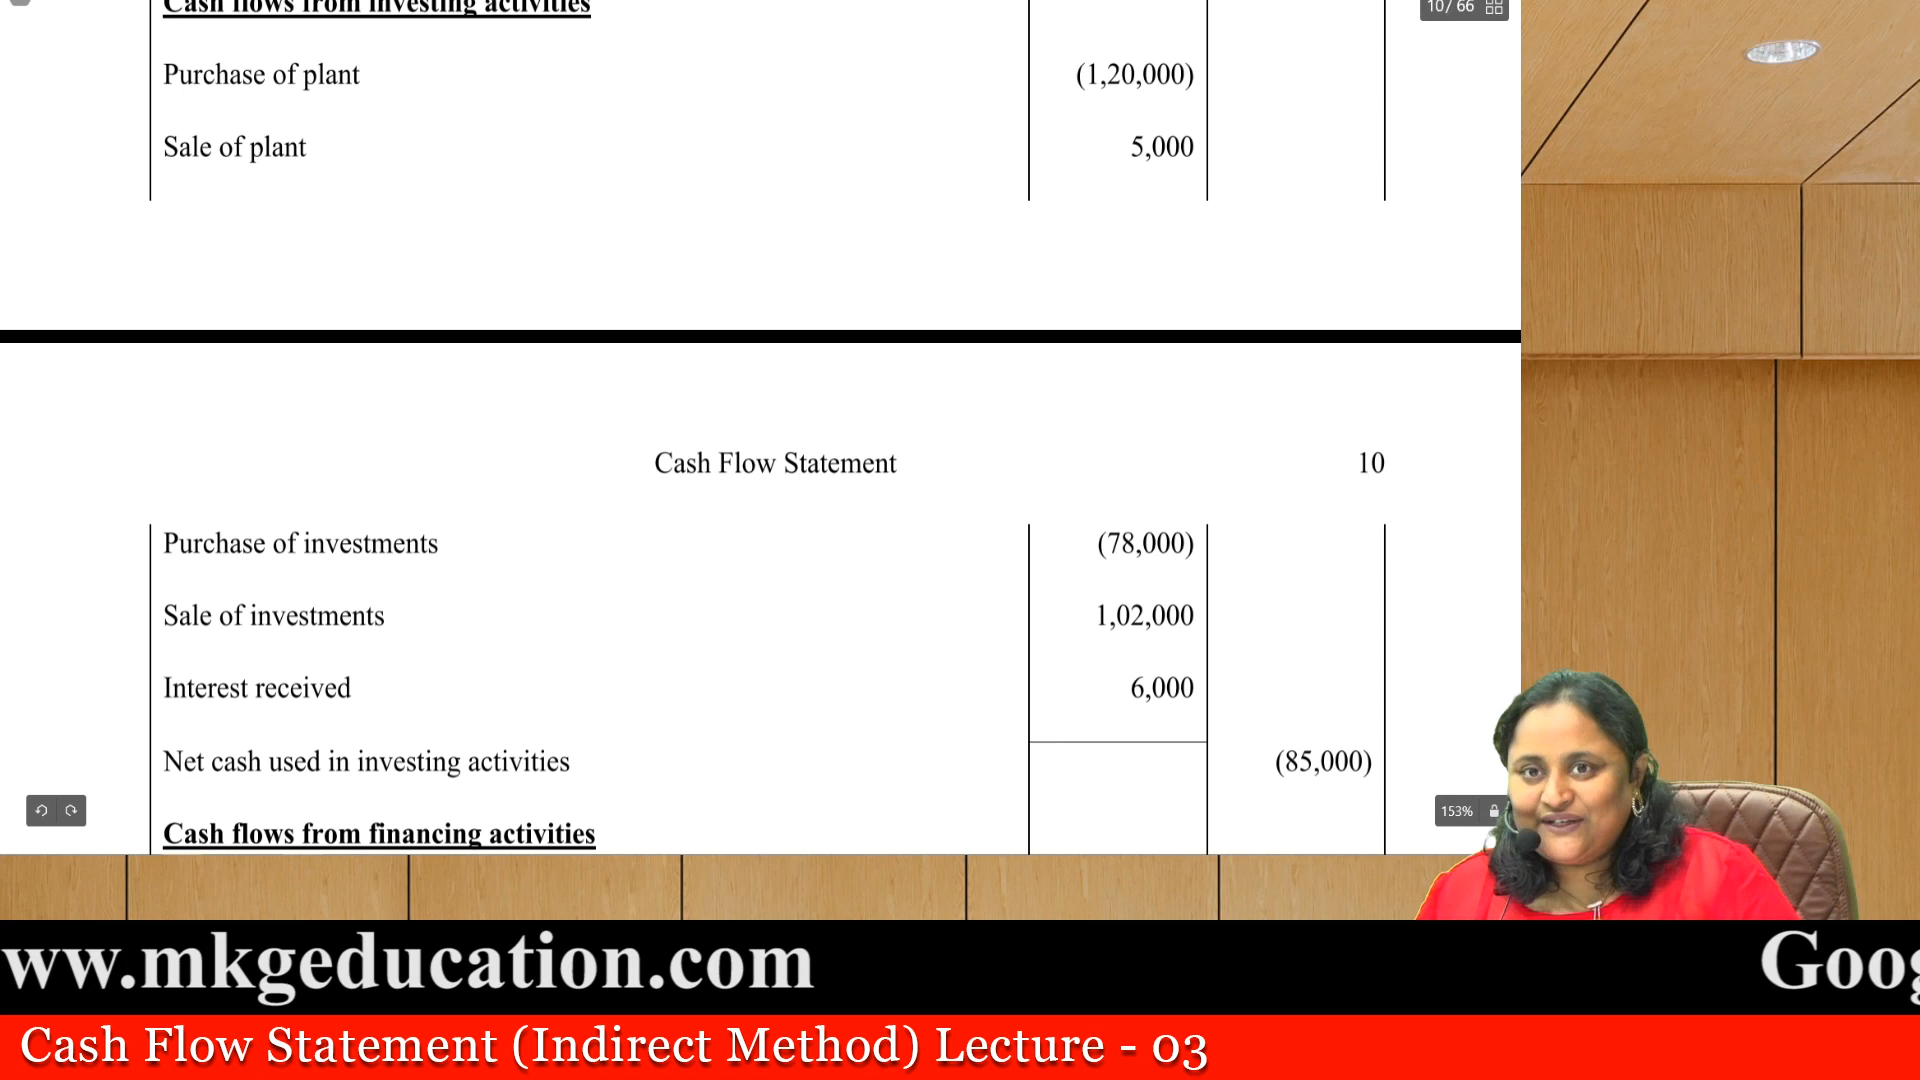 Cash flows from investing activities
10/ 66
Purchase of plant (1,20,000)
Sale of plant 5,000
Cash Flow Statement 10
Purchase of investments (78,000)
Sale of investments 1,02,000
Interest received 6,000
Net cash used in investing activities (85,000)
153%
Cash flows from financing activities
ww.mkgeducation.com Goog
Cash Flow Statement (Indirect Method) Lecture - 03